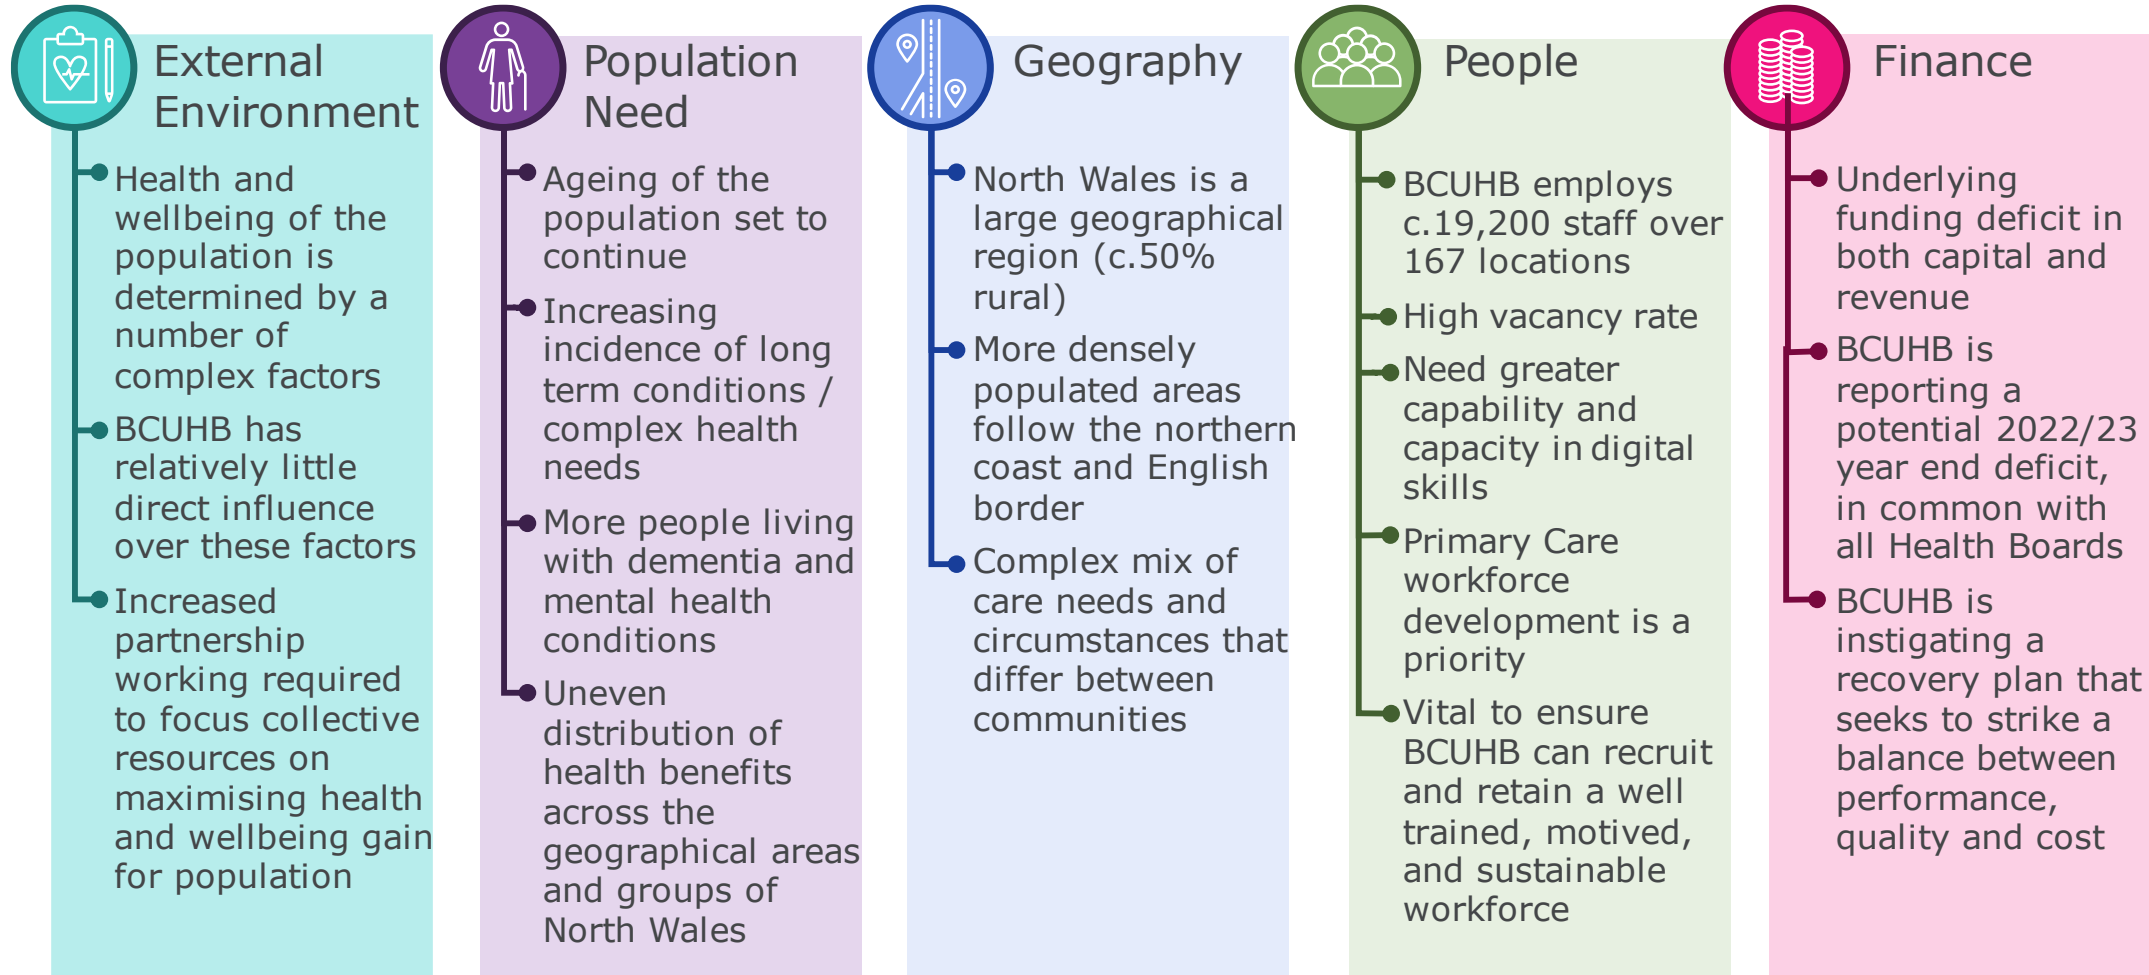 External
Environment
Health and
wellbeing of the
population is
determined by a
number of
complex factors
BCUHB has
relatively little
direct influence
over these factors
Increased
partnership
working required
to focus collective
resources on
maximising health
and wellbeing gain
for population
Population
Need
Ageing of the
population set to
continue
Increasing
incidence of long
term conditions /
complex health
needs
More people living
with dementia and
mental health
conditions
Uneven
distribution of
health benefits
across the
geographical areas
and groups of
North Wales
Geography
North Wales is a
large geographical
region (c.50%
rural)
More densely
populated areas
follow the northern
coast and English
border
Complex mix of
care needs and
circumstances that
differ between
communities
People
BCUHB employs
c.19,200 staff over
167 locations
High vacancy rate
Need greater
capability and
capacity in digital
skills
Primary Care
workforce
development is a
priority
Vital to ensure
BCUHB can recruit
and retain a well
trained, motived,
and sustainable
workforce
Finance
Underlying
funding deficit in
both capital and
revenue
BCUHB is
reporting a
potential 2022/23
year end deficit,
in common with
all Health Boards
BCUHB is
instigating a
recovery plan that
seeks to strike a
balance between
performance,
quality and cost